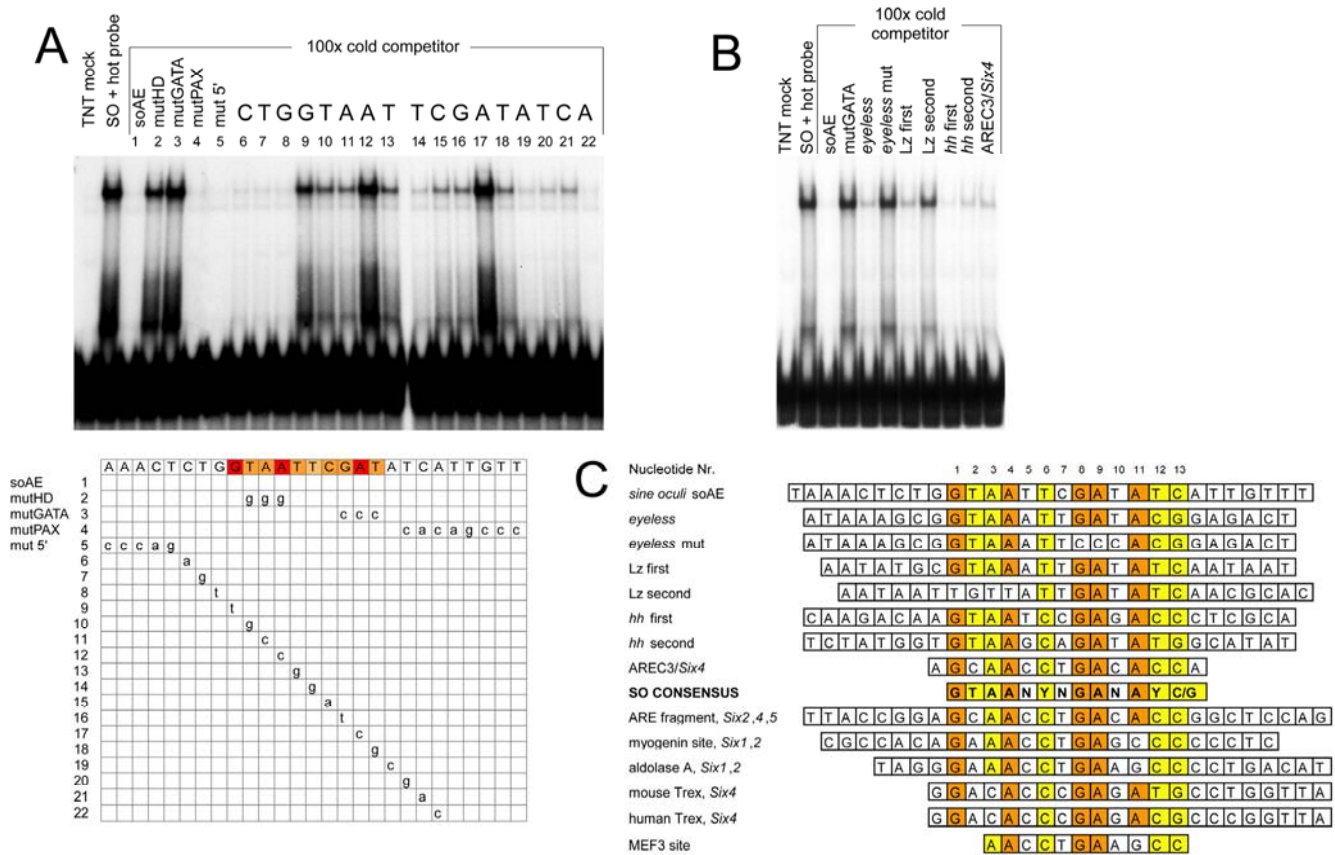 A
100x cold competitor
TNT mock
SO + hot probe
soAE
mutHD
mutGATA
mutPAX
mut 5'
C T G G T A A T T C G A T A T C A
1 2 3 4 5 6 7 8 9 10 11 12 13 14 15 16 17 18 19 20 21 22
B
100x cold
competitor
TNT mock
SO + hot probe
soAE
mutGATA
eyeless
eyeless mut
Lz first
Lz second
hh first
hh second
AREC3/Six4
A A A C T C T G G T A A T T C G A T A T C A T T G T T
soAE 1
mutHD 2 g g g
mutGATA 3 c c c
mutPAX 4 c a c a g c c c
mut 5' 5 c c c a g
6 a
7 g
8 t
9 t
10 g
11 c
12 c
13 g
14 g
15 a
16 t
17 c
18 g
19 c
20 g
21 a
22 c
C
Nucleotide Nr. 1 2 3 4 5 6 7 8 9 10 11 12 13
sine oculi soAE T A A A C T C T G G T A A T T C G A T A T C A T T G T T T
eyeless A T A A A G C G G T A A A T T G A T A C G G A G A C T
eyeless mut A T A A A G C G G T A A A T T C C C A C G G A G A C T
Lz first A A T A T G C G T A A A T T G A T A T C A A T A A T
Lz second A A T A A T T G T T A T T G A T A T C A A C G C A C
hh first C A A G A C A A G T A A T C C G A G A C C C T C G C A
hh second T C T A T G G T G T A A G C A G A T A T G G C A T A T
AREC3/Six4 A G C A A C C T G A C A C C A
SO CONSENSUS G T A A N Y N G A N A Y C/G
ARE fragment, Six2,4,5 T T A C C G G A G C A A C C T G A C A C C G G C T C C A G
myogenin site, Six1,2 C G C C A C A G A A A C C T G A G C C C C C C T C
aldolase A, Six1,2 T A G G G A A A C C T G A A G C C C C T G A C A T
mouse Trex, Six4 G G A C A C C C G A G A T G C C T G G T T A
human Trex, Six4 G G A C A C C C G A G A C G C C C G G T T A
MEF3 site A A C C T G A A G C C